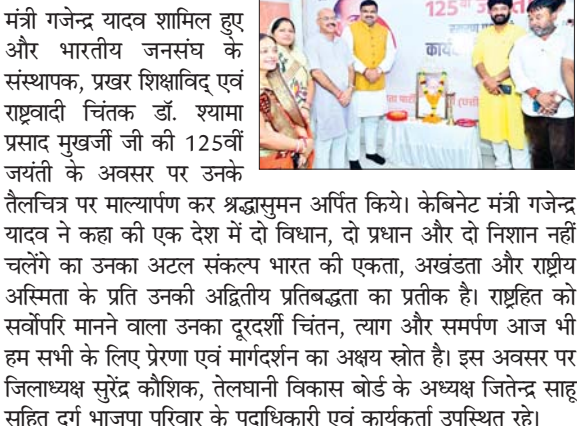 मंत्री गजेन्द्र यादव शामिल हुए
और भारतीय जनसंघ के
संस्थापक, प्रखर शिक्षाविद् एवं
राष्ट्रवादी चिंतक डॉ. श्यामा
प्रसाद मुखर्जी जी की 125वीं
जयंती के अवसर पर उनके
तैलचित्र पर माल्यार्पण कर श्रद्धासुमन अर्पित किये। केबिनेट मंत्री गजेन्द्र
यादव ने कहा की एक देश में दो विधान, दो प्रधान और दो निशान नहीं
चलेंगे का उनका अटल संकल्प भारत की एकता, अखंडता और राष्ट्रीय
अस्मिता के प्रति उनकी अद्वितीय प्रतिबद्धता का प्रतीक है। राष्ट्रहित को
सर्वोपरि मानने वाला उनका दूरदर्शी चिंतन, त्याग और समर्पण आज भी
हम सभी के लिए प्रेरणा एवं मार्गदर्शन का अक्षय स्रोत है। इस अवसर पर
जिलाध्यक्ष सुरेंद्र कौशिक, तेलघानी विकास बोर्ड के अध्यक्ष जितेन्द्र साहू
सहित दुर्ग भाजपा परिवार के पदाधिकारी एवं कार्यकर्ता उपस्थित रहे।
125